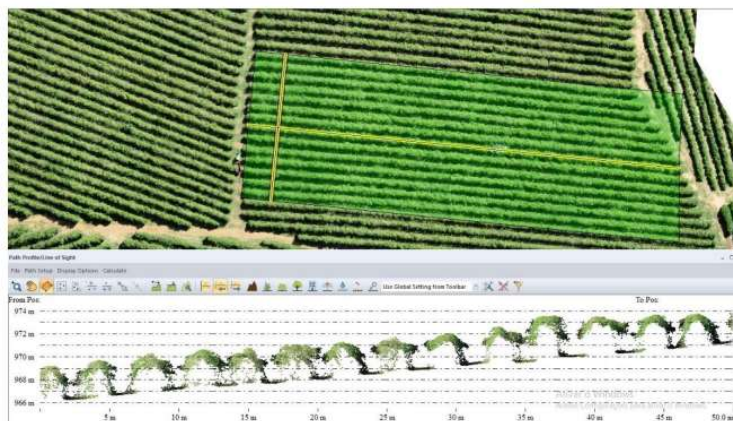 Path Profile/Line of Sight
File Path Setup Display Options Calculate
Use Global Setting from Toolbar
From Pos: To Pos:
974 m
972 m
970 m
968 m
966 m
5 m 10 m 15 m 20 m 25 m 30 m 35 m 40 m 45 m 50.0 m